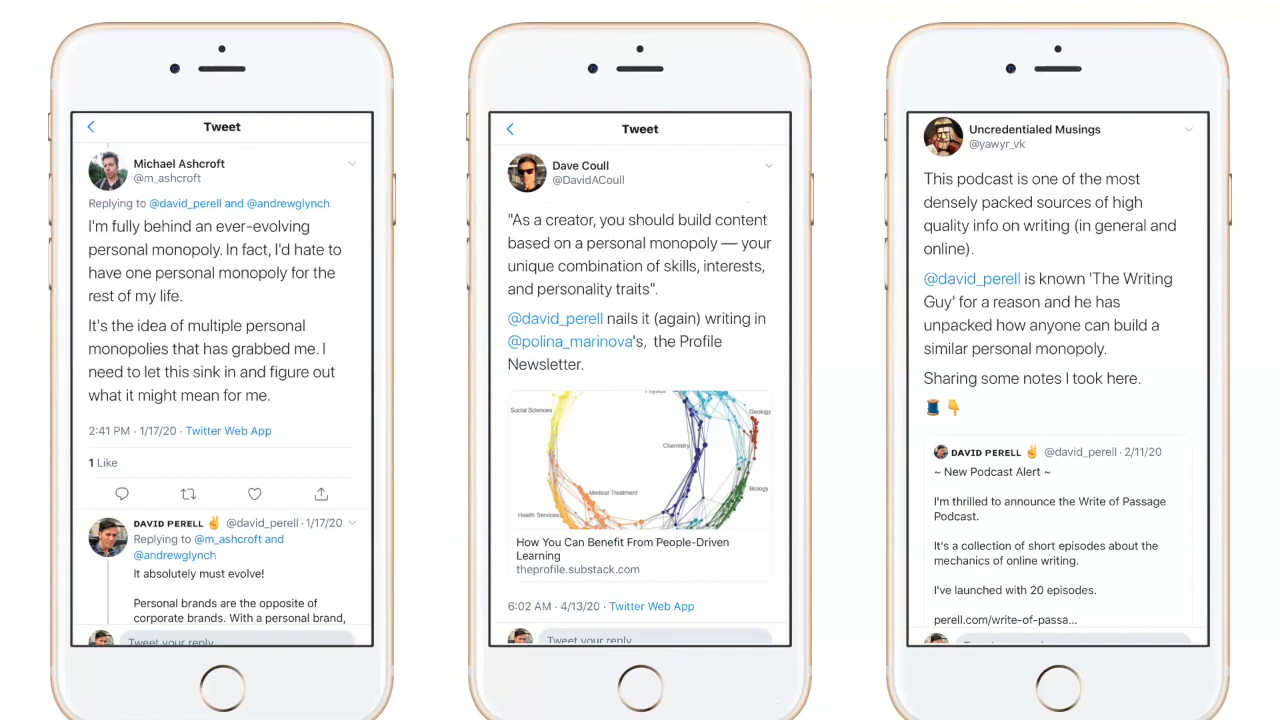 Tweet
Michael Ashcroft
@m_ashcroft
Replying to @david_perell and @andrewglynch
I'm fully behind an ever-evolving
personal monopoly. In fact, I'd hate to
have one personal monopoly for the
rest of my life.
It's the idea of multiple personal
monopolies that has grabbed me. I
need to let this sink in and figure out
what it might mean for me.
2:41 PM · 1/17/20 · Twitter Web App
1 Like
DAVID PERELL ✌️ @david_perell · 1/17/20
Replying to @m_ashcroft and
@andrewglynch
It absolutely must evolve!
Personal brands are the opposite of
corporate brands. With a personal brand,
Tweet your reply
Tweet
Dave Coull
@DavidACoull
"As a creator, you should build content
based on a personal monopoly — your
unique combination of skills, interests,
and personality traits".
@david_perell nails it (again) writing in
@polina_marinova's, the Profile
Newsletter.
Physics
Social Sciences
Geology
Chemistry
Medical Treatment
Biology
Health Services
How You Can Benefit From People-Driven
Learning
theprofile.substack.com
6:02 AM · 4/13/20 · Twitter Web App
Tweet your reply
Uncredentialed Musings
@yawyr_vk
This podcast is one of the most
densely packed sources of high
quality info on writing (in general and
online).
@david_perell is known 'The Writing
Guy' for a reason and he has
unpacked how anyone can build a
similar personal monopoly.
Sharing some notes I took here.
🧵👇
DAVID PERELL ✌️ @david_perell · 2/11/20
~ New Podcast Alert ~
I'm thrilled to announce the Write of Passage
Podcast.
It's a collection of short episodes about the
mechanics of online writing.
I've launched with 20 episodes.
perell.com/write-of-passa...